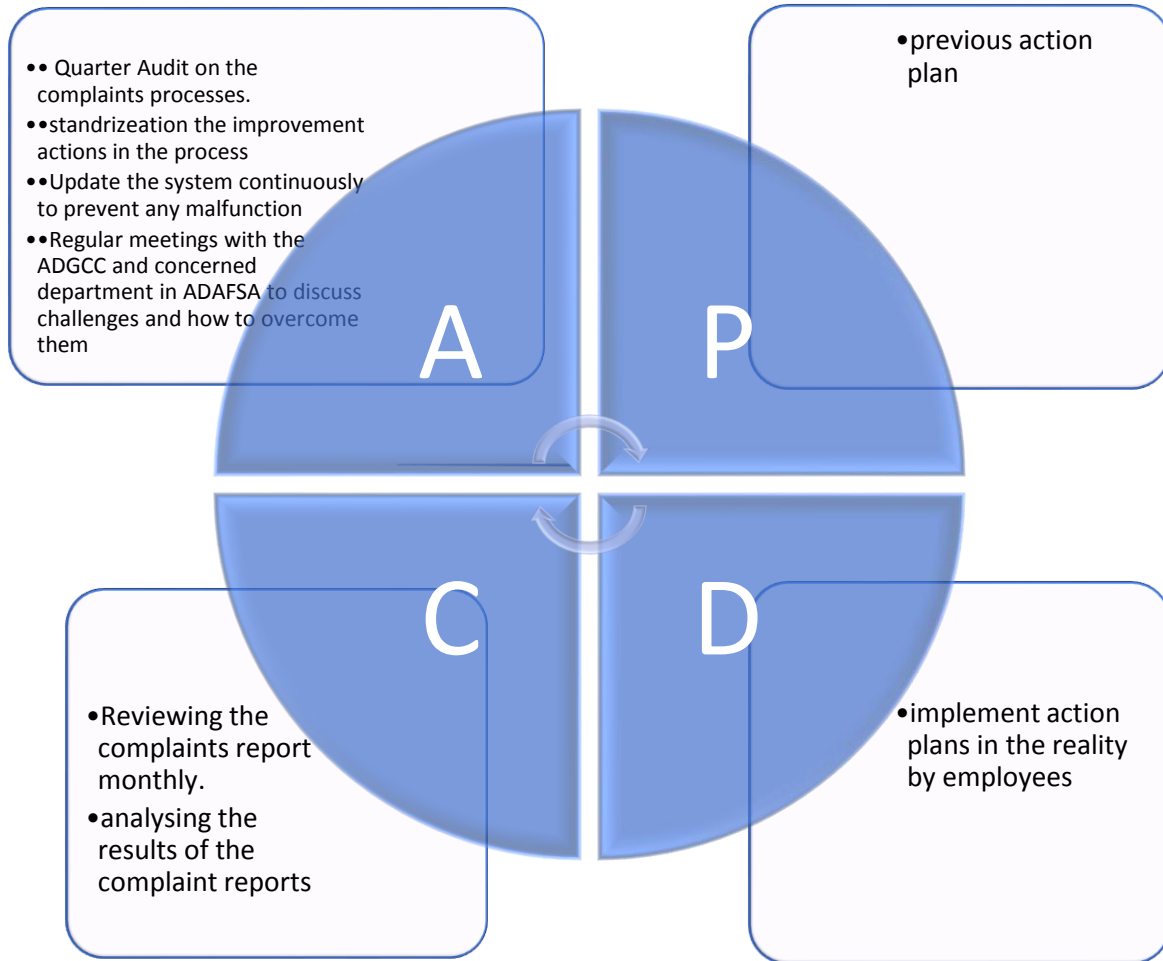 •• Quarter Audit on the
complaints processes.
••standrizeation the improvement
actions in the process
••Update the system continuously
to prevent any malfunction
••Regular meetings with the
ADGCC and concerned
department in ADAFSA to discuss
challenges and how to overcome
them
A
•previous action
plan
P
C
•Reviewing the
complaints report
monthly.
•analysing the
results of the
complaint reports
D
•implement action
plans in the reality
by employees